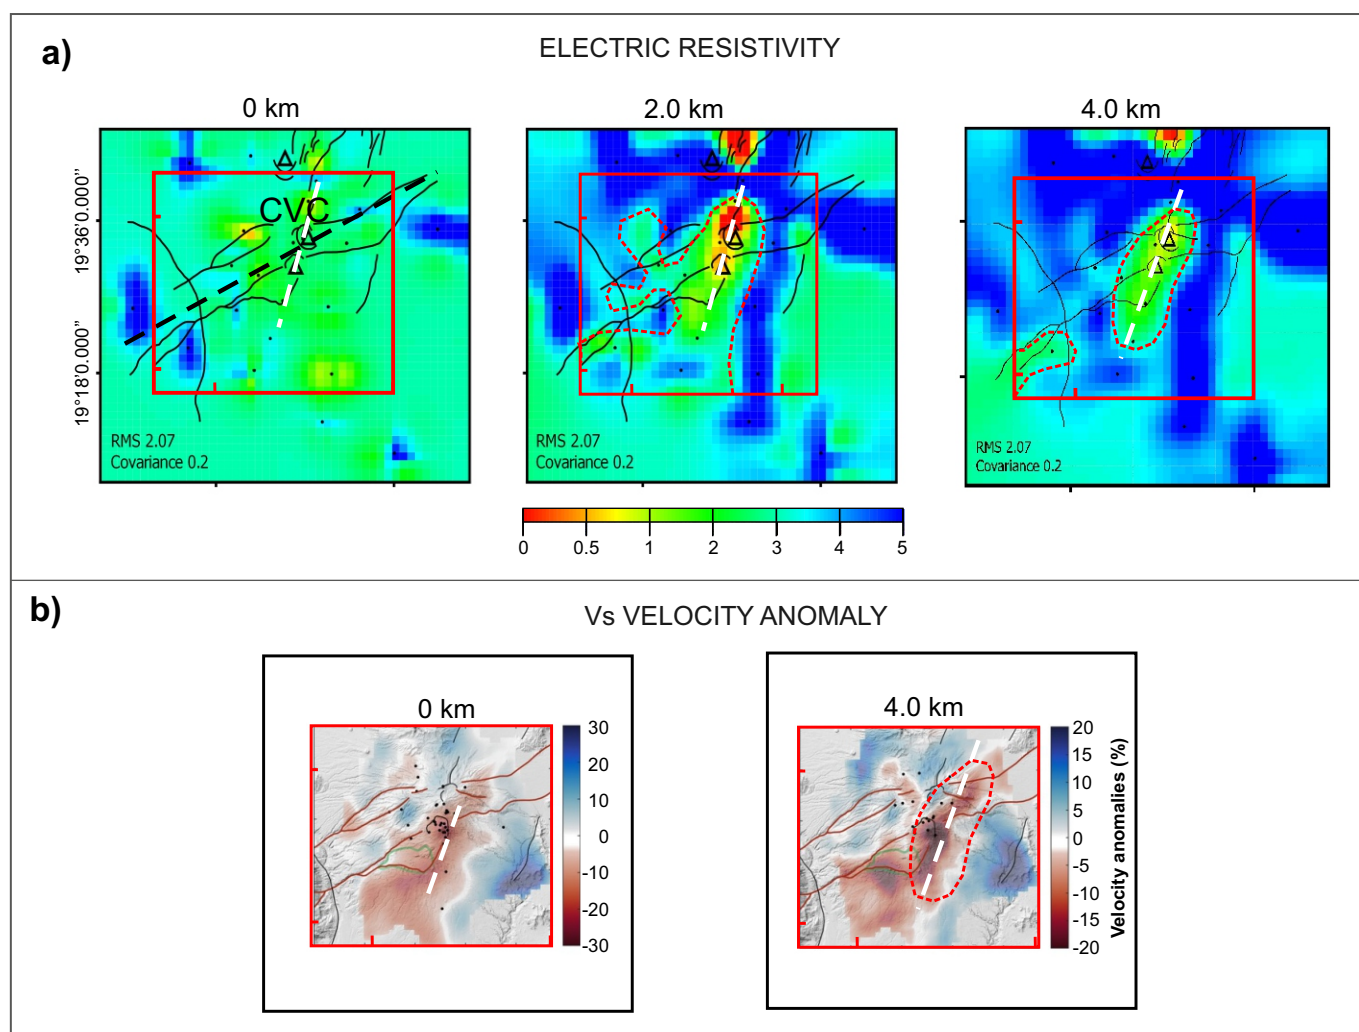 a)
ELECTRIC RESISTIVITY
0 km
2.0 km
4.0 km
19°36'0.000"
19°18'0.000"
CVC
RMS 2.07
Covariance 0.2
RMS 2.07
Covariance 0.2
RMS 2.07
Covariance 0.2
0 0.5 1 2 3 4 5
b)
Vs VELOCITY ANOMALY
0 km
30
20
10
0
-10
-20
-30
4.0 km
20
15
10
5
0
-5
-10
-15
-20
Velocity anomalies (%)